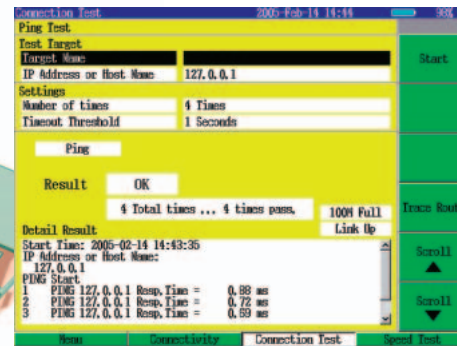 Connection Test 2005-Feb-14 14:44 98%
Ping Test
Test Target
Target Name
IP Address or Host Name 127.0.0.1
Start
Settings
Number of times 4 Times
Timeout Threshold 1 Seconds
Ping
Result OK
4 Total times ... 4 times pass.
100M Full
Link Up
Trace Rout
Detail Result
Start Time: 2005-02-14 14:43:35
IP Address or Host Name:
127.0.0.1
PING Start
1 PING 127.0.0.1 Resp.Time = 0.88 ms
2 PING 127.0.0.1 Resp.Time = 0.72 ms
3 PING 127.0.0.1 Resp.Time = 0.59 ms
Scroll
Scroll
Menu Connectivity Connection Test Speed Test